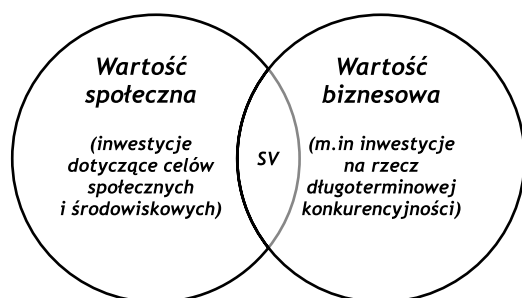 Wartość
społeczna
(inwestycje
dotyczące celów
społecznych
i środowiskowych)
SV
Wartość
biznesowa
(m.in inwestycje
na rzecz
długoterminowej
konkurencyjności)